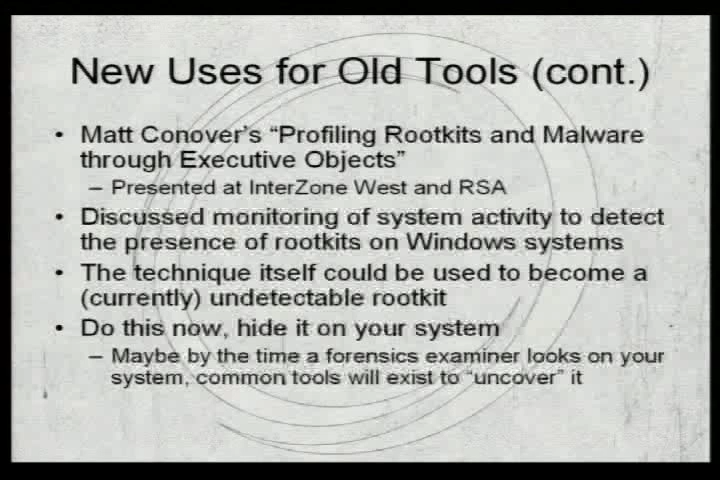 New Uses for Old Tools (cont.)
• Matt Conover's "Profiling Rootkits and Malware
through Executive Objects"
– Presented at InterZone West and RSA
• Discussed monitoring of system activity to detect
the presence of rootkits on Windows systems
• The technique itself could be used to become a
(currently) undetectable rootkit
• Do this now, hide it on your system
– Maybe by the time a forensics examiner looks on your
system, common tools will exist to "uncover" it